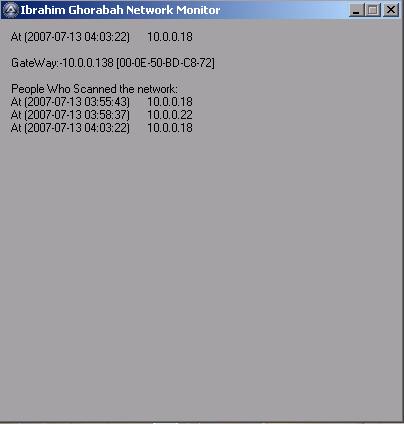 Ibrahim Ghorabah Network Monitor
At (2007-07-13 04:03:22) 10.0.0.18
GateWay:-10.0.0.138 [00-0E-50-BD-C8-72]
People Who Scanned the network:
At (2007-07-13 03:55:43) 10.0.0.18
At (2007-07-13 03:58:37) 10.0.0.22
At (2007-07-13 04:03:22) 10.0.0.18